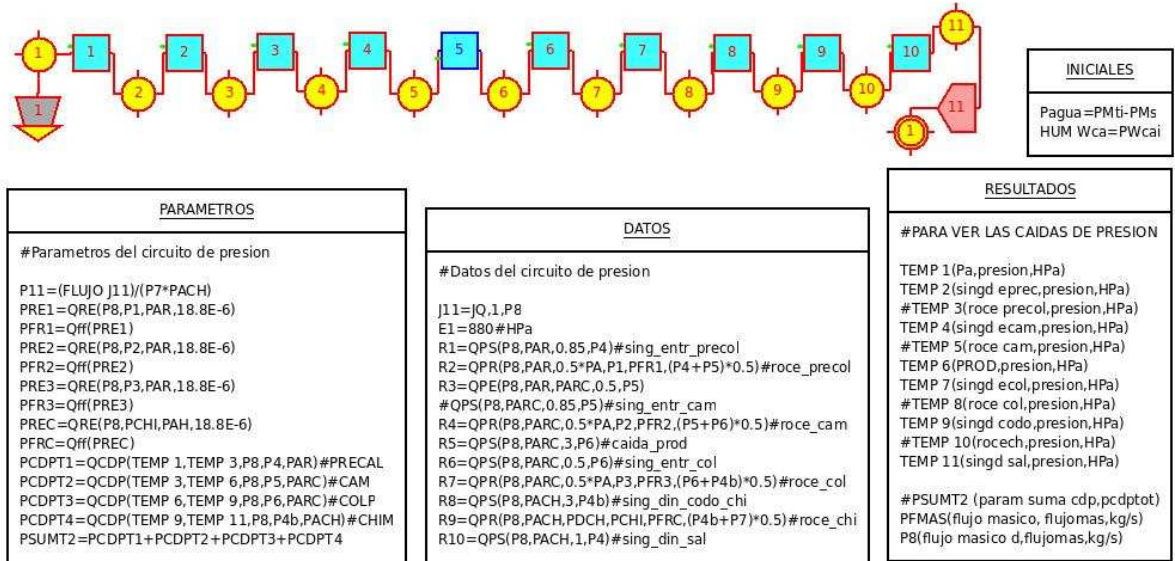 1
1
2
3
4
5
6
7
8
9
10
11
2
3
4
5
6
7
8
9
10
1
11
1
INICIALES
Pagua=PMti-PMs
HUM Wca=PWcai
PARAMETROS
#Parametros del circuito de presion
P11=(FLUJO J11)/(P7*PACH)
PRE1=QRE(P8,P1,PAR,18.8E-6)
PFR1=Qff(PRE1)
PRE2=QRE(P8,P2,PAR,18.8E-6)
PFR2=Qff(PRE2)
PRE3=QRE(P8,P3,PAR,18.8E-6)
PFR3=Qff(PRE3)
PREC=QRE(P8,PCHI,PAH,18.8E-6)
PFRC=Qff(PREC)
PCDPT1=QCDP(TEMP 1,TEMP 3,P8,P4,PAR)#PRECAL
PCDPT2=QCDP(TEMP 3,TEMP 6,P8,P5,PARC)#CAM
PCDPT3=QCDP(TEMP 6,TEMP 9,P8,P6,PARC)#COLP
PCDPT4=QCDP(TEMP 9,TEMP 11,P8,P4b,PACH)#CHIM
PSUMT2=PCDPT1+PCDPT2+PCDPT3+PCDPT4
DATOS
#Datos del circuito de presion
J11=JQ,1,P8
E1=880#HPa
R1=QPS(P8,PAR,0.85,P4)#sing_entr_precol
R2=QPR(P8,PAR,0.5*PA,P1,PFR1,(P4+P5)*0.5)#roce_precol
R3=QPE(P8,PAR,PARC,0.5,P5)
#QPS(P8,PARC,0.85,P5)#sing_entr_cam
R4=QPR(P8,PARC,0.5*PA,P2,PFR2,(P5+P6)*0.5)#roce_cam
R5=QPS(P8,PARC,3,P6)#caida_prod
R6=QPS(P8,PARC,0.5,P6)#sing_entr_col
R7=QPR(P8,PARC,0.5*PA,P3,PFR3,(P6+P4b)*0.5)#roce_col
R8=QPS(P8,PACH,3,P4b)#sing_din_codo_chi
R9=QPR(P8,PACH,PDCH,PCHI,PFRC,(P4b+P7)*0.5)#roce_chi
R10=QPS(P8,PACH,1,P4)#sing_din_sal
RESULTADOS
#PARA VER LAS CAIDAS DE PRESION
TEMP 1(Pa,presion,HPa)
TEMP 2(singd eprec,presion,HPa)
#TEMP 3(roce precol,presion,HPa)
TEMP 4(singd ecam,presion,HPa)
#TEMP 5(roce cam,presion,HPa)
TEMP 6(PROD,presion,HPa)
TEMP 7(singd ecol,presion,HPa)
#TEMP 8(roce col,presion,HPa)
TEMP 9(singd codo,presion,HPa)
#TEMP 10(rocech,presion,HPa)
TEMP 11(singd sal,presion,HPa)
#PSUMT2 (param suma cdp,pcdptot)
PFMAS(flujo masico, flujomas,kg/s)
P8(flujo masico d,flujomas,kg/s)